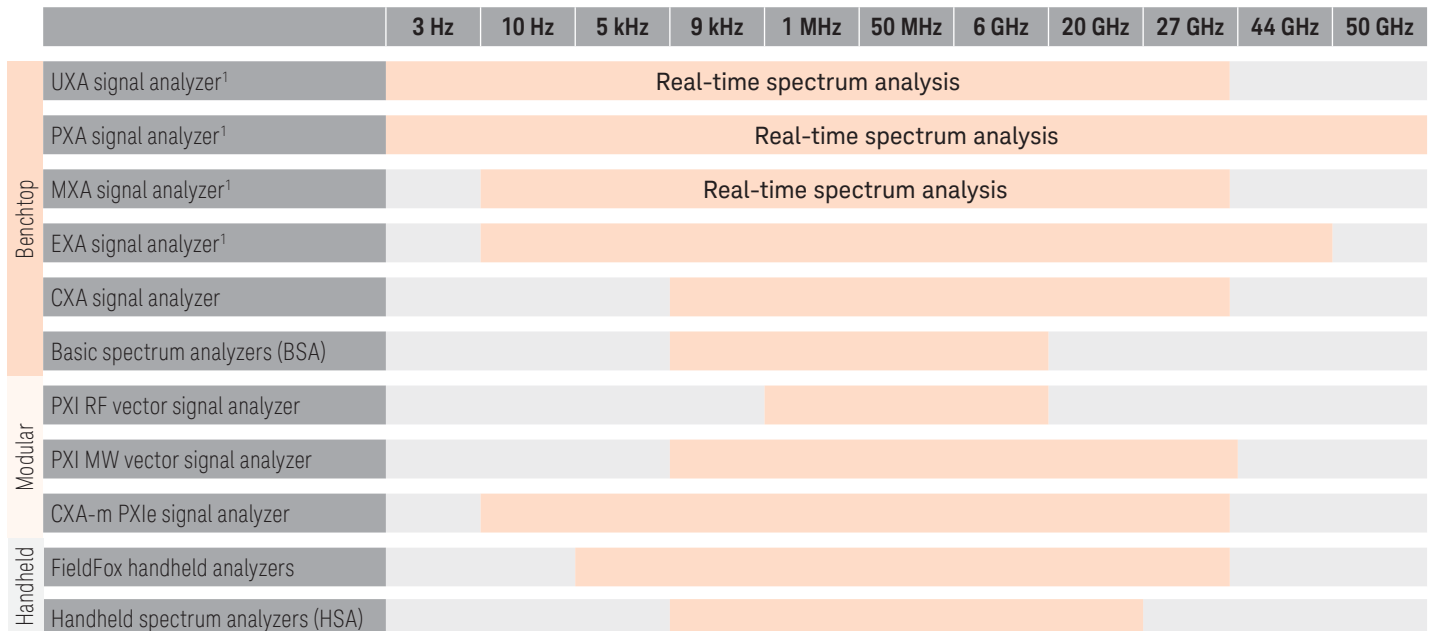 3 Hz 10 Hz 5 kHz 9 kHz 1 MHz 50 MHz 6 GHz 20 GHz 27 GHz 44 GHz 50 GHz
Benchtop
UXA signal analyzer¹ Real-time spectrum analysis
PXA signal analyzer¹ Real-time spectrum analysis
MXA signal analyzer¹ Real-time spectrum analysis
EXA signal analyzer¹
CXA signal analyzer
Basic spectrum analyzers (BSA)
Modular
PXI RF vector signal analyzer
PXI MW vector signal analyzer
CXA-m PXIe signal analyzer
Handheld
FieldFox handheld analyzers
Handheld spectrum analyzers (HSA)